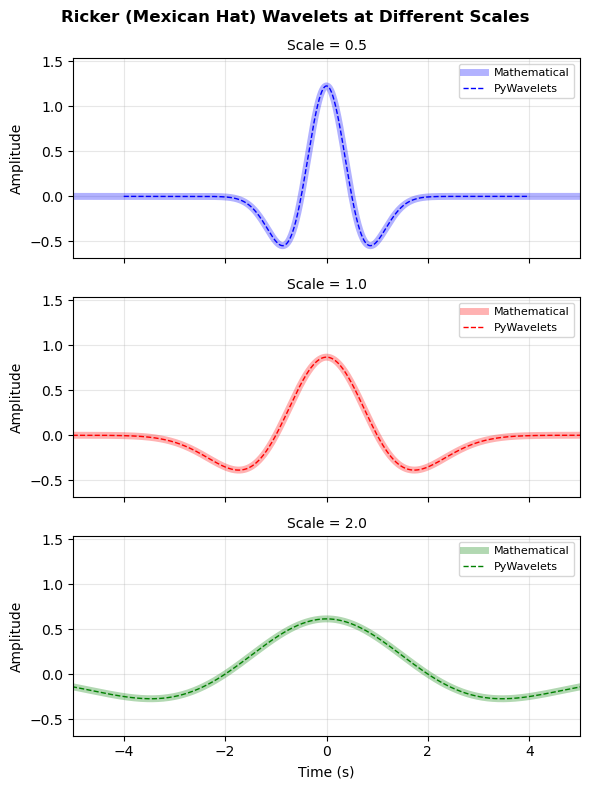 Ricker (Mexican Hat) Wavelets at Different Scales
Scale = 0.5
Amplitude
1.5
1.0
0.5
0.0
−0.5
Mathematical
PyWavelets
Scale = 1.0
Amplitude
1.5
1.0
0.5
0.0
−0.5
Mathematical
PyWavelets
Scale = 2.0
Amplitude
1.5
1.0
0.5
0.0
−0.5
Mathematical
PyWavelets
−4 −2 0 2 4
Time (s)